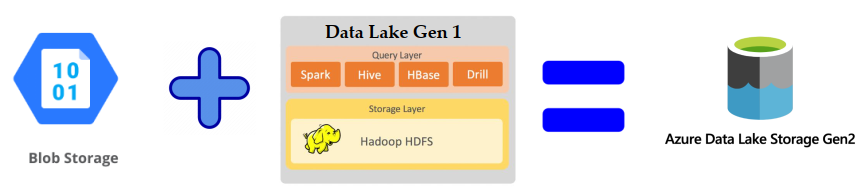 10
01
Blob Storage
Data Lake Gen 1
Query Layer
Spark Hive HBase Drill
Storage Layer
Hadoop HDFS
Azure Data Lake Storage Gen2